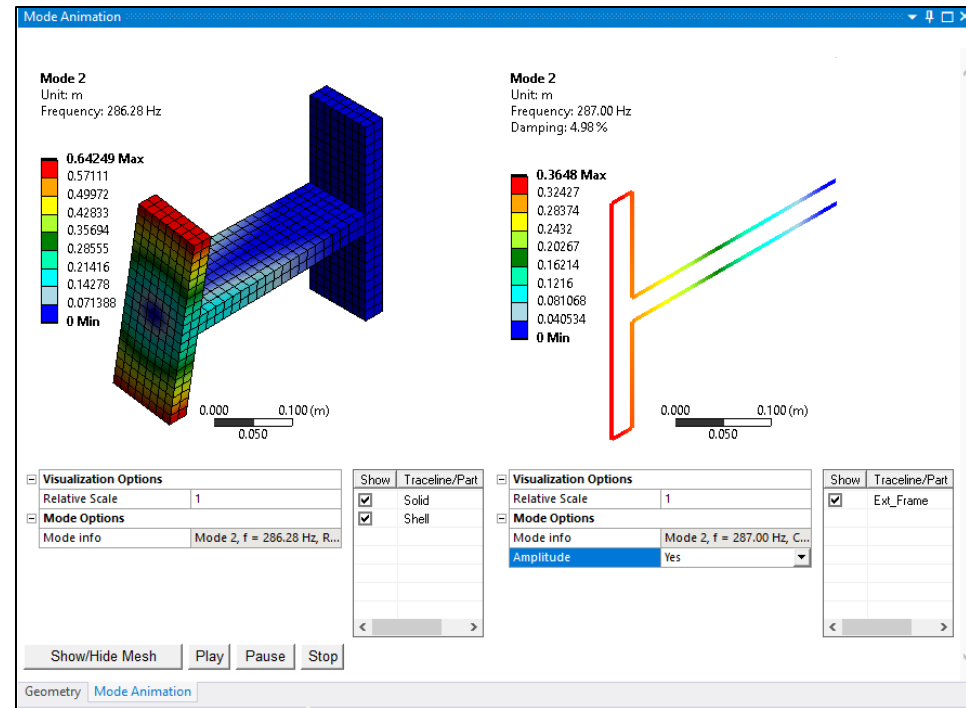 Mode Animation
Mode 2
Unit: m
Frequency: 286.28 Hz
0.64249 Max
0.57111
0.49972
0.42833
0.35694
0.28555
0.21416
0.14278
0.071388
0 Min
0.000 0.100 (m)
0.050
Mode 2
Unit: m
Frequency: 287.00 Hz
Damping: 4.98 %
0.3648 Max
0.32427
0.28374
0.2432
0.20267
0.16214
0.1216
0.081068
0.040534
0 Min
0.000 0.100 (m)
0.050
Visualization Options
Relative Scale 1
Mode Options
Mode info Mode 2, f = 286.28 Hz, R...
Show Traceline/Part
Solid
Shell
Visualization Options
Relative Scale 1
Mode Options
Mode info Mode 2, f = 287.00 Hz, C...
Amplitude Yes
Show Traceline/Part
Ext_Frame
Show/Hide Mesh Play Pause Stop
Geometry Mode Animation